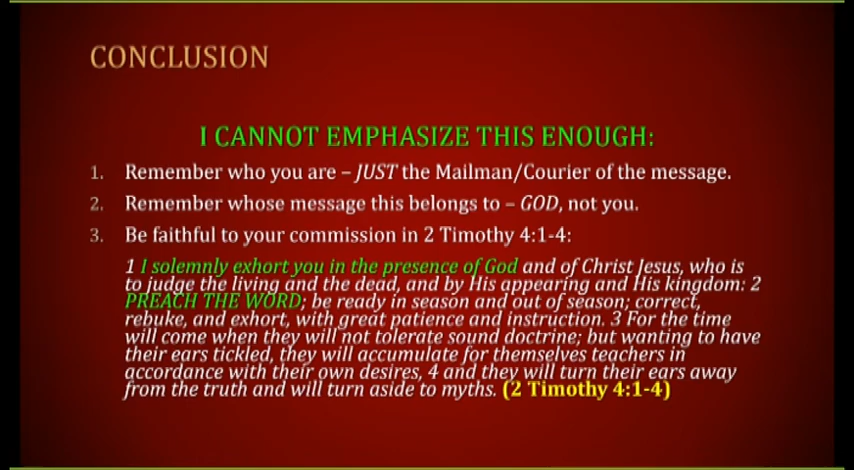 CONCLUSION
I CANNOT EMPHASIZE THIS ENOUGH:
1. Remember who you are – JUST the Mailman/Courier of the message.
2. Remember whose message this belongs to – GOD, not you.
3. Be faithful to your commission in 2 Timothy 4:1-4:
1 I solemnly exhort you in the presence of God and of Christ Jesus, who is
to judge the living and the dead, and by His appearing and His kingdom: 2
PREACH THE WORD; be ready in season and out of season; correct,
rebuke, and exhort, with great patience and instruction. 3 For the time
will come when they will not tolerate sound doctrine; but wanting to have
their ears tickled, they will accumulate for themselves teachers in
accordance with their own desires, 4 and they will turn their ears away
from the truth and will turn aside to myths. (2 Timothy 4:1-4)